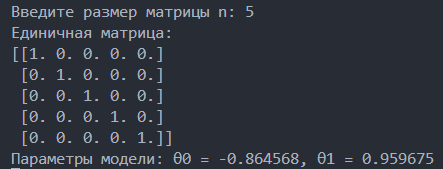 Введите размер матрицы n: 5
Единичная матрица:
[[1. 0. 0. 0. 0.]
 [0. 1. 0. 0. 0.]
 [0. 0. 1. 0. 0.]
 [0. 0. 0. 1. 0.]
 [0. 0. 0. 0. 1.]]
Параметры модели: θ0 = -0.864568, θ1 = 0.959675